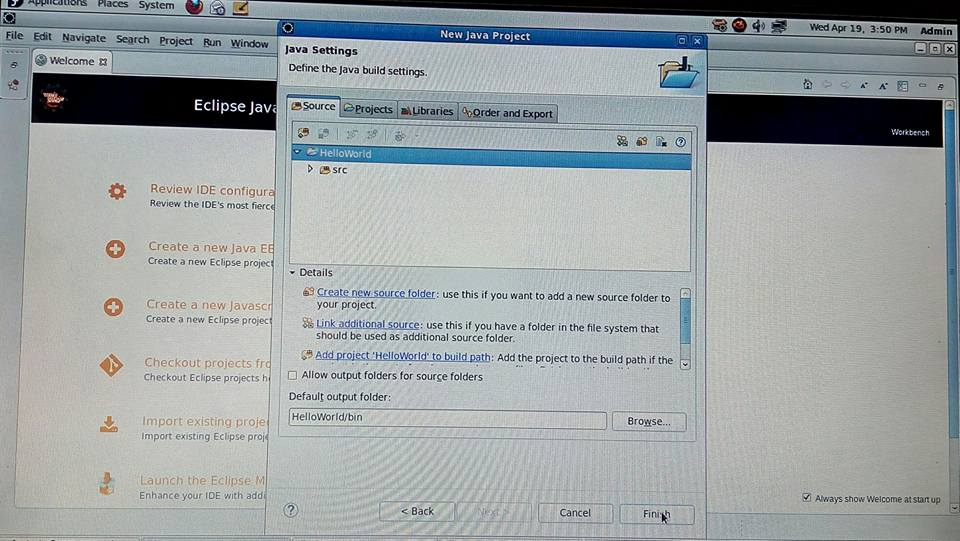 Applications Places System
Wed Apr 19, 3:50 PM Admin
File Edit Navigate Search Project Run Window
Welcome
Eclipse Java
Workbench
Review IDE configura
Review the IDE's most fierce
Create a new Java EE
Create a new Eclipse project
Create a new Javascr
Create a new Eclipse project
Checkout projects fro
Checkout Eclipse projects h
Import existing proje
Import existing Eclipse proje
Launch the Eclipse M
Enhance your IDE with addi
Always show Welcome at start up
New Java Project
Java Settings
Define the Java build settings.
Source Projects Libraries Order and Export
HelloWorld
src
Details
Create new source folder: use this if you want to add a new source folder to
your project.
Link additional source: use this if you have a folder in the file system that
should be used as additional source folder.
Add project 'HelloWorld' to build path: Add the project to the build path if the
Allow output folders for source folders
Default output folder:
HelloWorld/bin
Browse...
< Back Next > Cancel Finish